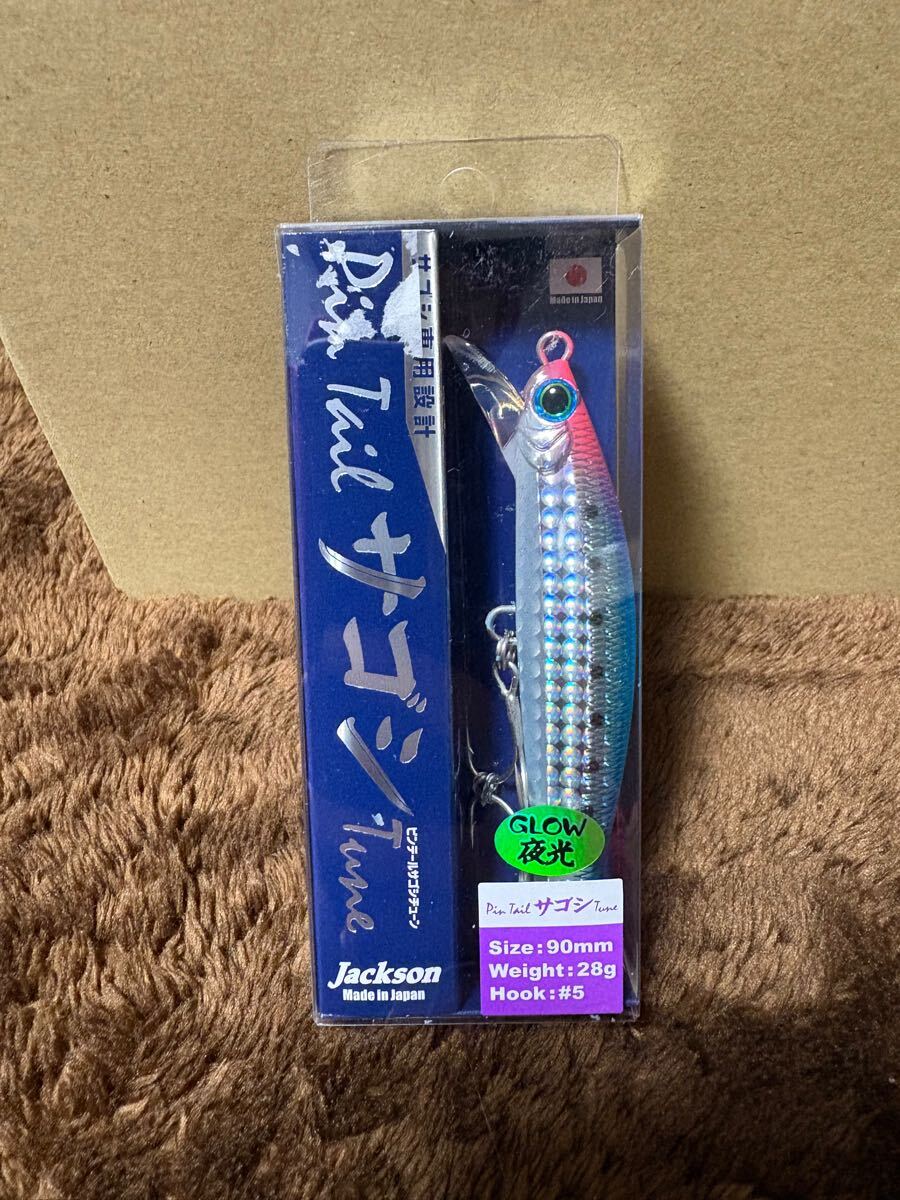 Pin Tail サゴシ Tune
サゴシ専用設計
ピンテールサゴシチューン
Jackson
Made in Japan
Made in Japan
GLOW
夜光
Pin Tail サゴシ Tune
Size:90mm
Weight:28g
Hook:#5